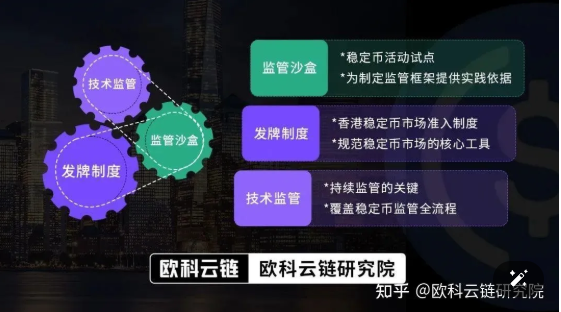 技术监管
监管沙盒
发牌制度
监管沙盒
*稳定币活动试点
*为制定监管框架提供实践依据
发牌制度
*香港稳定币市场准入制度
*规范稳定币市场的核心工具
技术监管
*持续监管的关键
*覆盖稳定币监管全流程
欧科云链 欧科云链研究院
知乎 @欧科云链研究院